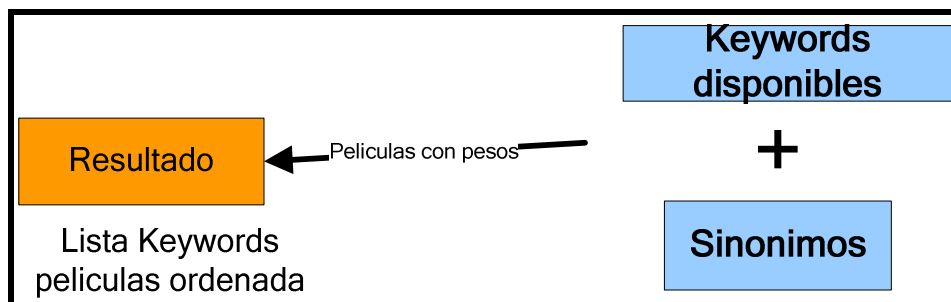 Keywords
disponibles
Resultado
Peliculas con pesos
+
Sinonimos
Lista Keywords
peliculas ordenada